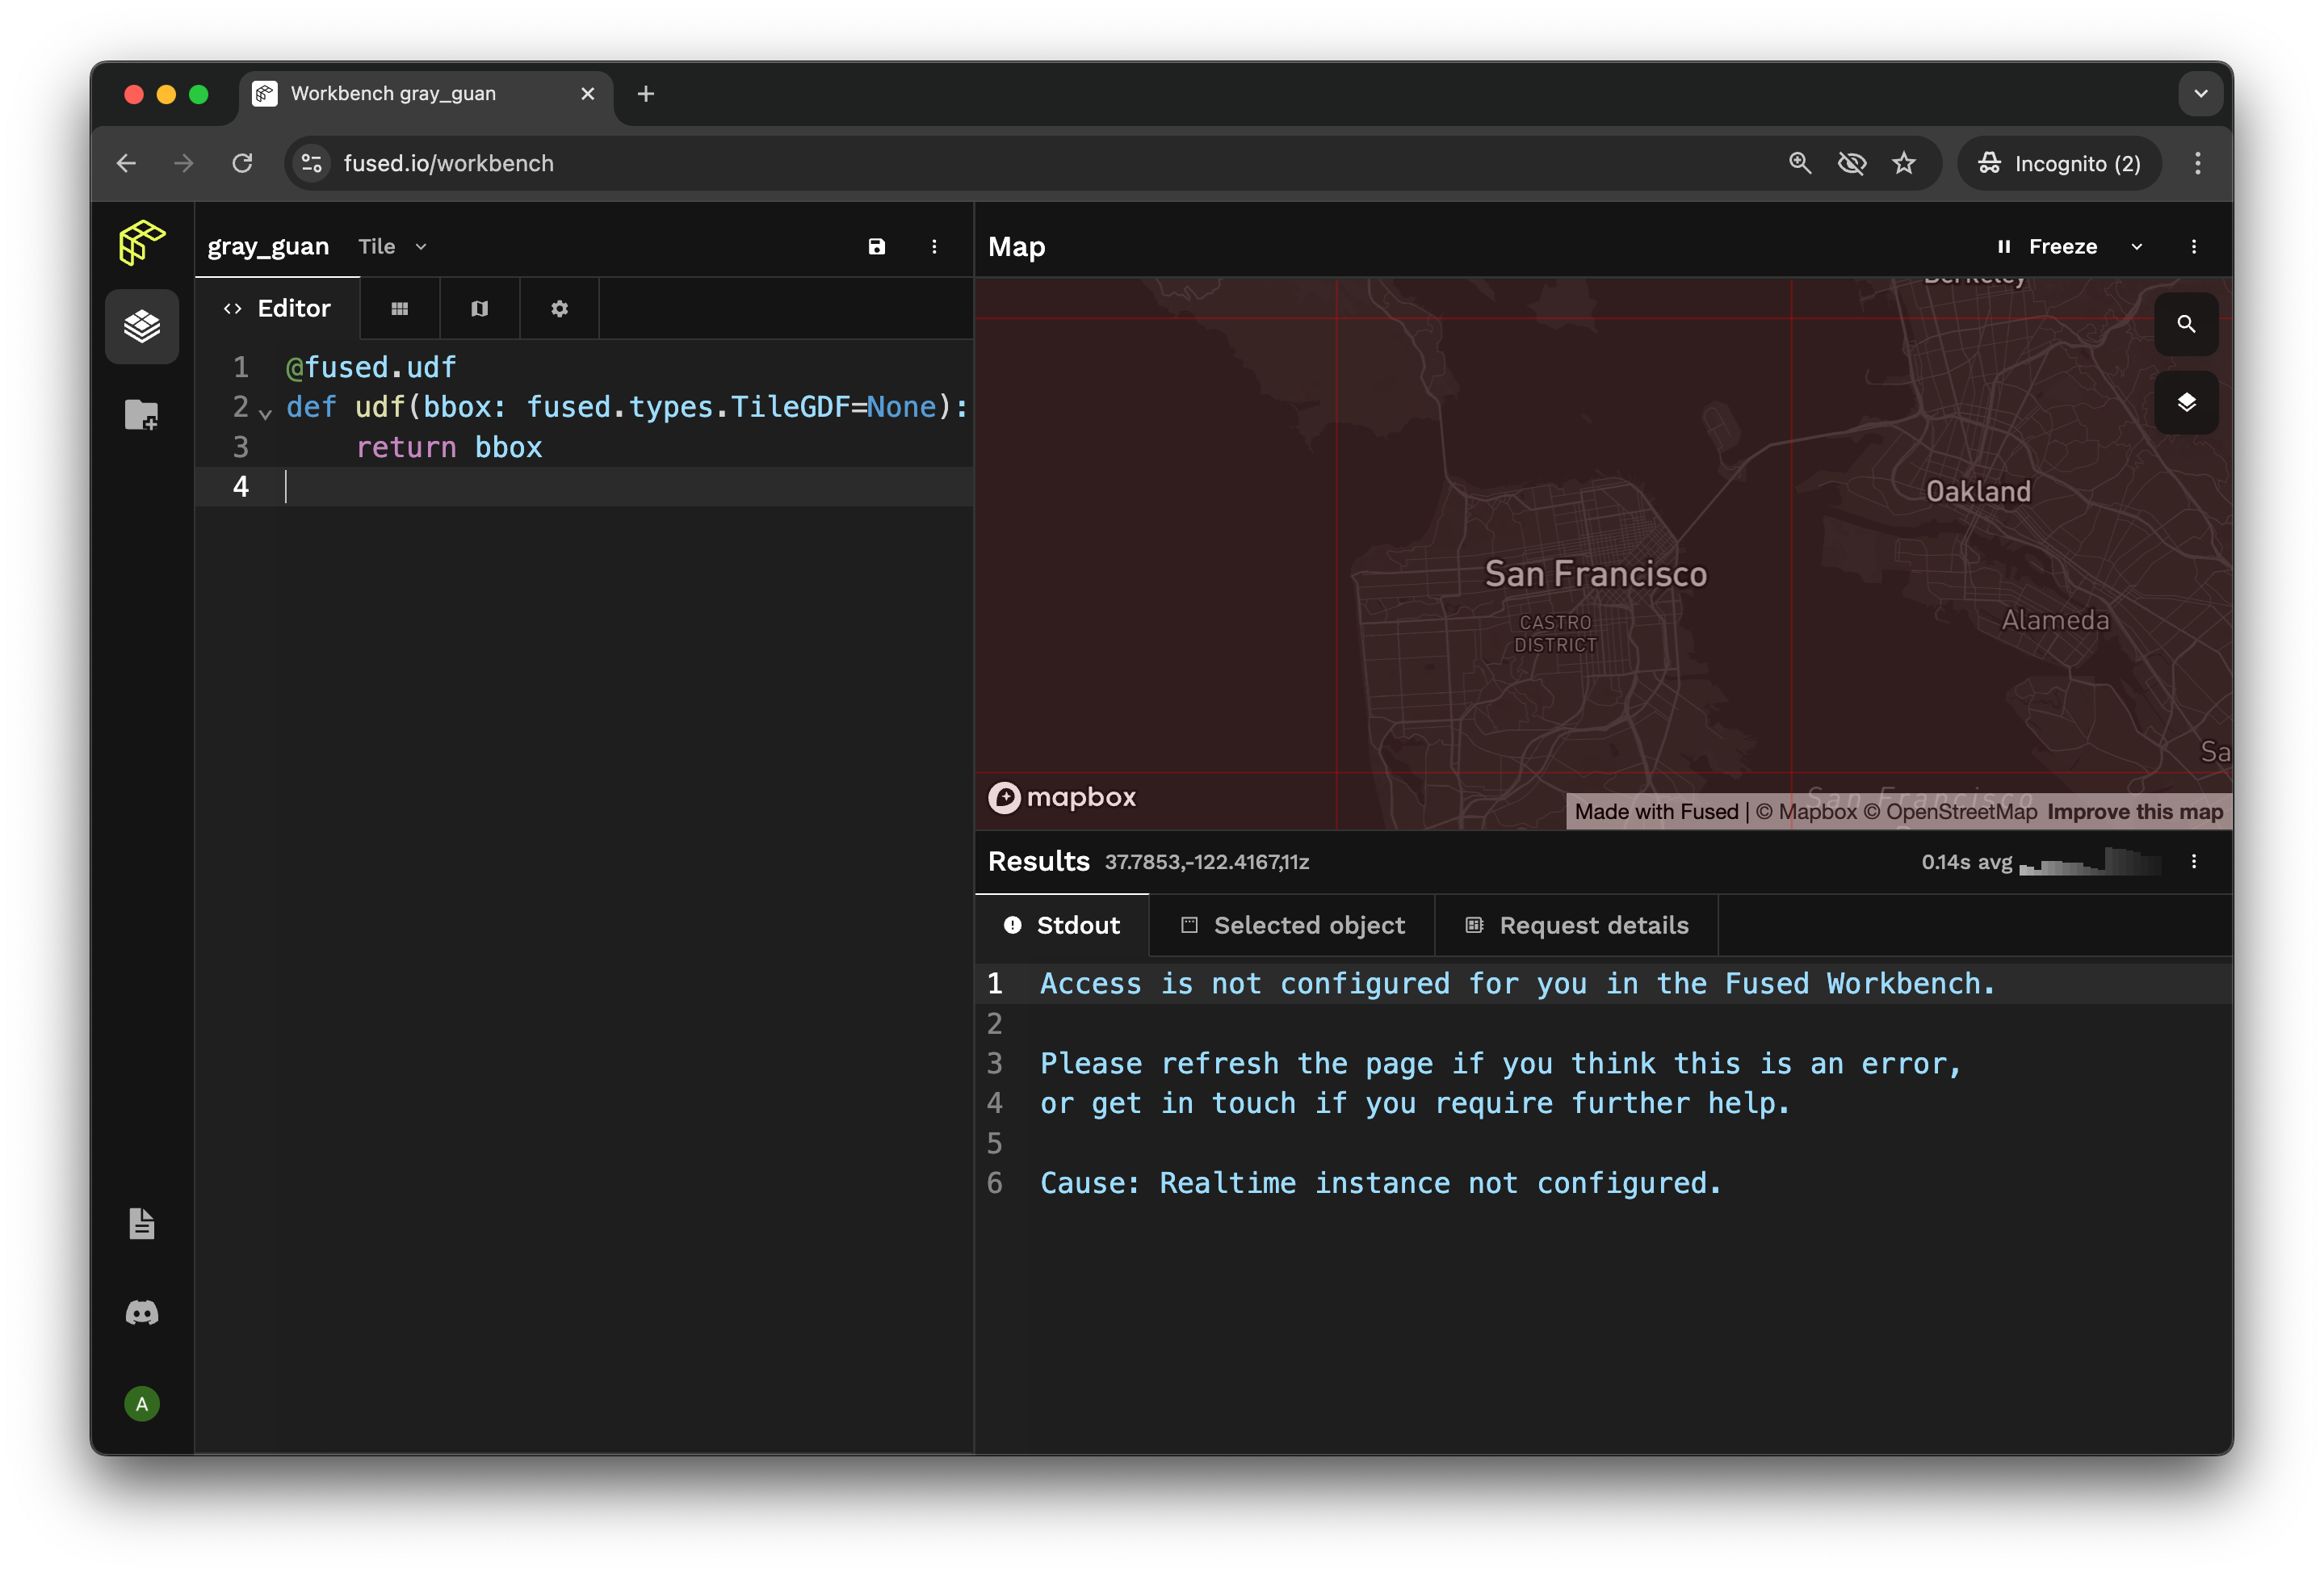 Workbench gray_guan
fused.io/workbench
Incognito (2)
gray_guan Tile
Map
Freeze
Editor
1 @fused.udf
2 def udf(bbox: fused.types.TileGDF=None):
3 return bbox
4
Berkeley
Oakland
San Francisco
CASTRO
DISTRICT
Alameda
Sa
San Francisco
mapbox
Made with Fused | © Mapbox © OpenStreetMap Improve this map
Results 37.7853,-122.4167,11z
0.14s avg
Stdout
Selected object
Request details
1 Access is not configured for you in the Fused Workbench.
2
3 Please refresh the page if you think this is an error,
4 or get in touch if you require further help.
5
6 Cause: Realtime instance not configured.
A